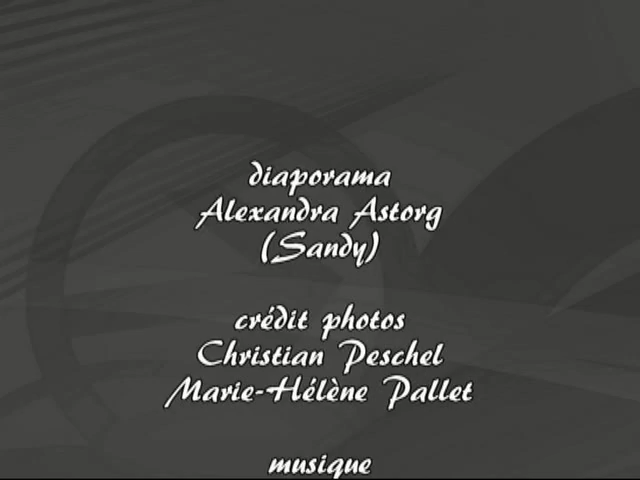 diaporama
Alexandra Astorg
(Sandy)
crédit photos
Christian Peschel
Marie-Hélène Pallet
musique